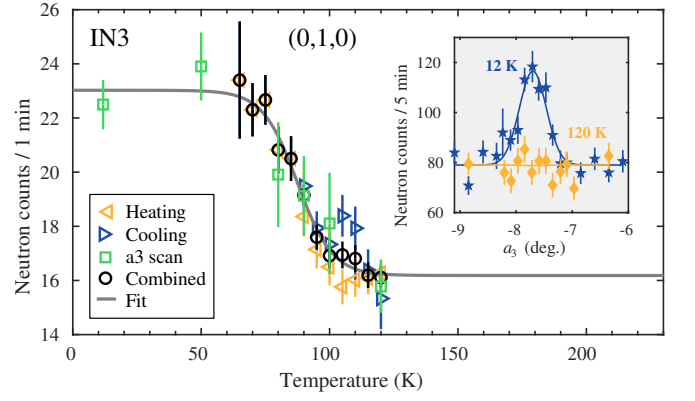 IN3
(0,1,0)
Neutron counts / 1 min
26
24
22
20
18
16
14
0
50
100
150
200
Temperature (K)
Heating
Cooling
a3 scan
Combined
Fit
Neutron counts / 5 min
140
120
100
80
60
12 K
120 K
-9
-8
-7
-6
a3 (deg.)